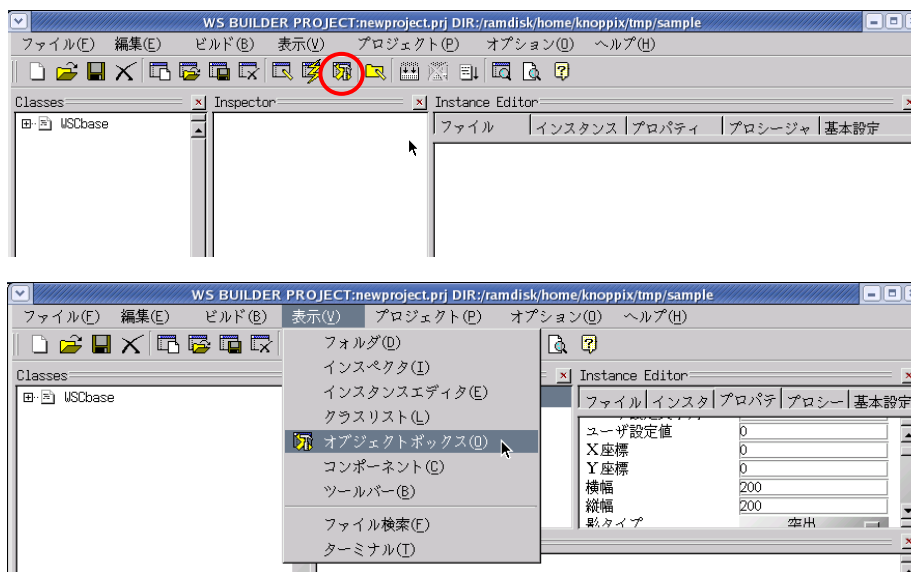 WS BUILDER PROJECT:newproject.prj DIR:/ramdisk/home/knoppix/tmp/sample
ファイル(F) 編集(E) ビルド(B) 表示(V) プロジェクト(P) オプション(O) ヘルプ(H)
Classes Inspector Instance Editor
WSCbase
ファイル インスタンス プロパティ プロシージャ 基本設定
WS BUILDER PROJECT:newproject.prj DIR:/ramdisk/home/knoppix/tmp/sample
ファイル(F) 編集(E) ビルド(B) 表示(V) プロジェクト(P) オプション(O) ヘルプ(H)
Classes
WSCbase
フォルダ(D)
インスペクタ(I)
インスタンスエディタ(E)
クラスリスト(L)
オブジェクトボックス(O)
コンポーネント(C)
ツールバー(B)
ファイル検索(F)
ターミナル(T)
Instance Editor
ファイル インスタ プロパテ プロシー 基本設定
ユーザ設定値 0
X座標 0
Y座標 0
横幅 200
縦幅 200
影タイプ 突出